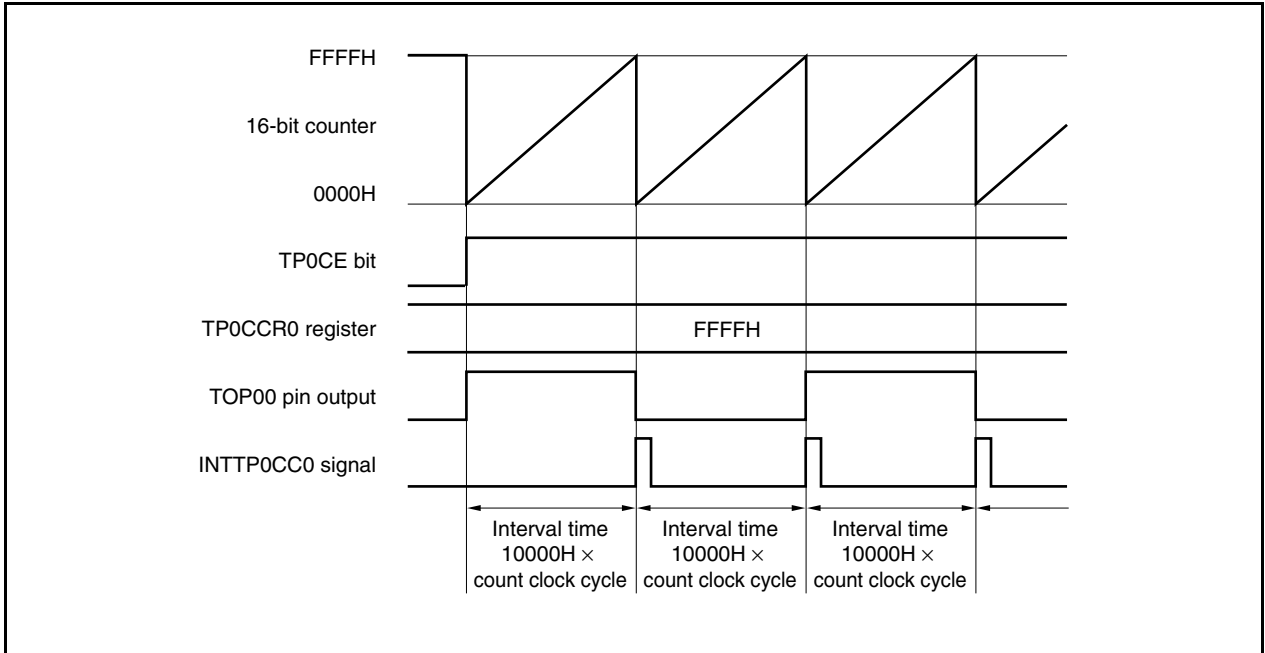 FFFFH
16-bit counter
0000H
TP0CE bit
TP0CCR0 register
FFFFH
TOP00 pin output
INTTP0CC0 signal
Interval time
10000H ×
count clock cycle
Interval time
10000H ×
count clock cycle
Interval time
10000H ×
count clock cycle